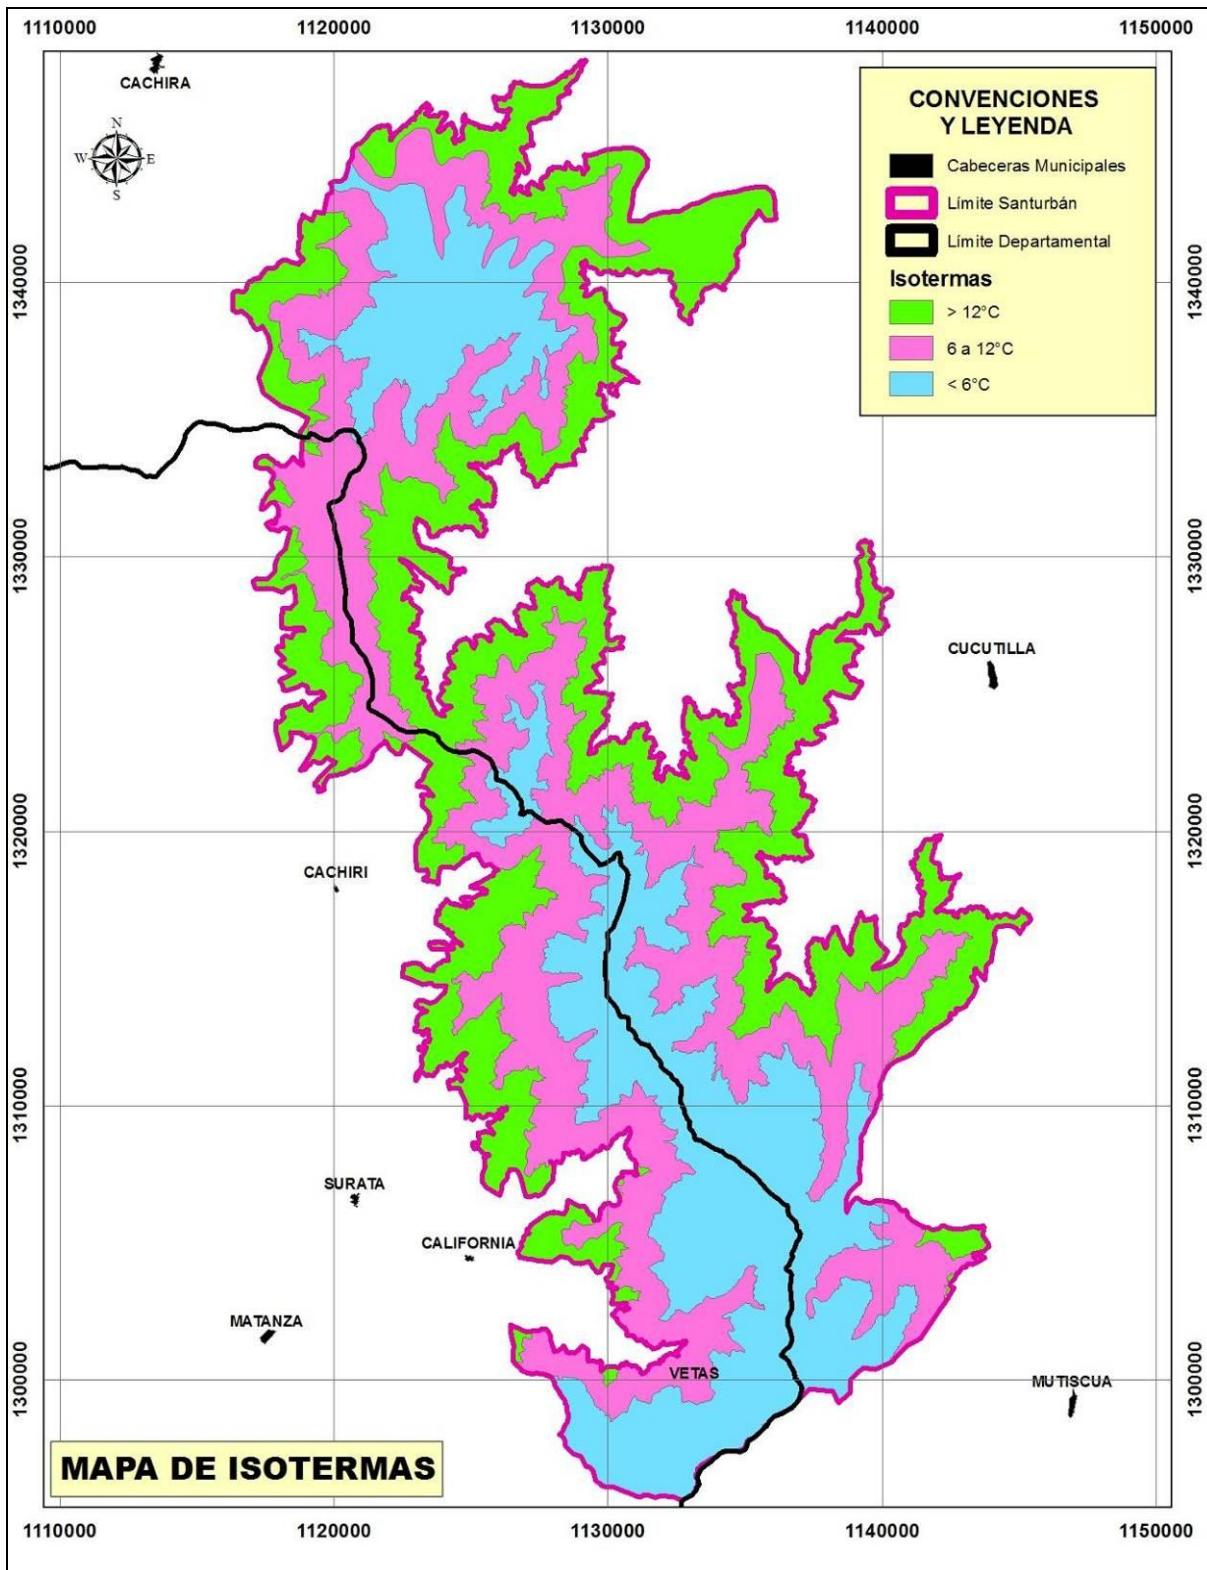 1110000 1120000 1130000 1140000 1150000
CACHIRA
N
W E
S
CONVENCIONES
Y LEYENDA
Cabeceras Municipales
Límite Santurbán
Límite Departamental
Isotermas
> 12°C
6 a 12°C
< 6°C
1340000 1340000
1330000 1330000
CUCUTILLA
1320000 1320000
CACHIRI
1310000 1310000
SURATA
CALIFORNIA
MATANZA
VETAS
MUTISCUA
1300000 1300000
MAPA DE ISOTERMAS
1110000 1120000 1130000 1140000 1150000